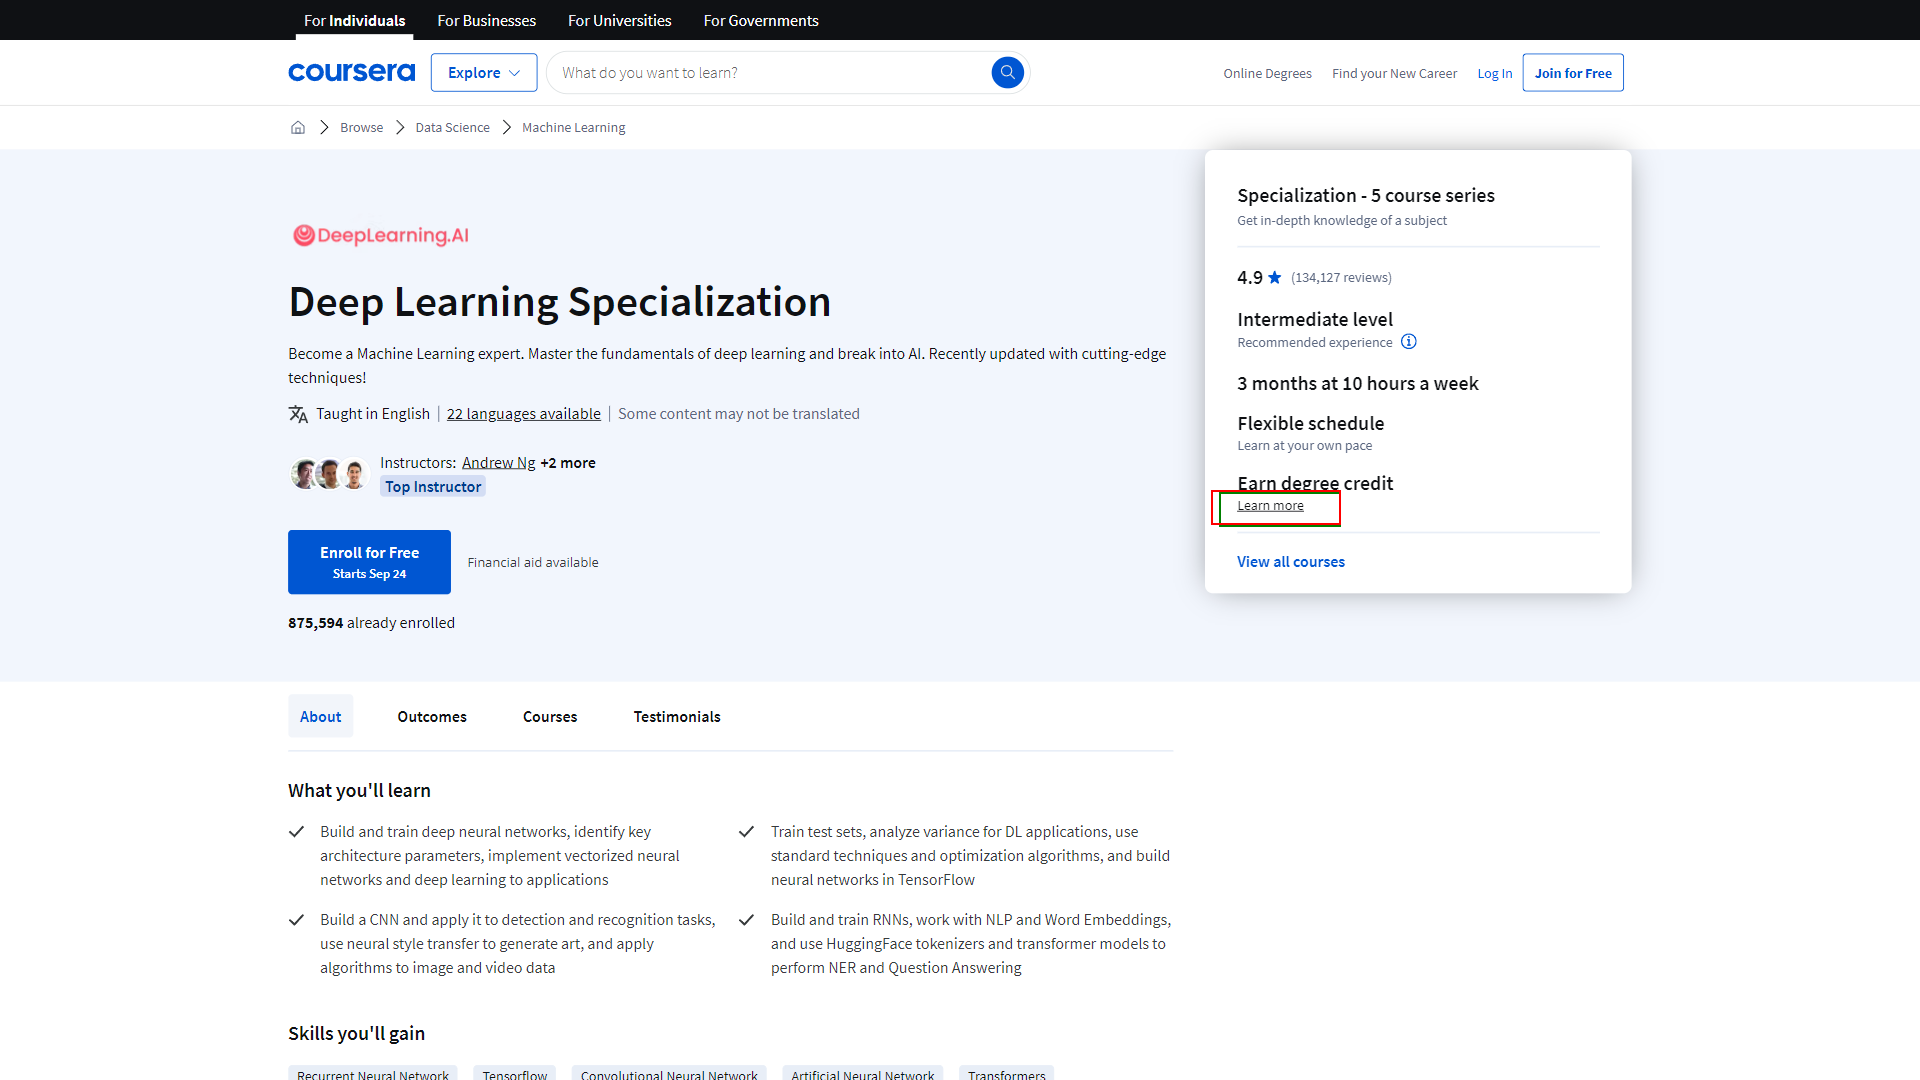 For Individuals
For Businesses
For Universities
For Governments
coursera
Explore
What do you want to learn?
Online Degrees
Find your New Career
Log In
Join for Free
Browse
Data Science
Machine Learning
DeepLearning.AI
Deep Learning Specialization
Become a Machine Learning expert. Master the fundamentals of deep learning and break into AI. Recently updated with cutting-edge
techniques!
Taught in English
22 languages available
Some content may not be translated
Instructors: Andrew Ng +2 more
Top Instructor
Enroll for Free
Starts Sep 24
Financial aid available
875,594 already enrolled
Specialization - 5 course series
Get in-depth knowledge of a subject
4.9
(134,127 reviews)
Intermediate level
Recommended experience
3 months at 10 hours a week
Flexible schedule
Learn at your own pace
Earn degree credit
Learn more
View all courses
About
Outcomes
Courses
Testimonials
What you'll learn
Build and train deep neural networks, identify key
architecture parameters, implement vectorized neural
networks and deep learning to applications
Train test sets, analyze variance for DL applications, use
standard techniques and optimization algorithms, and build
neural networks in TensorFlow
Build a CNN and apply it to detection and recognition tasks,
use neural style transfer to generate art, and apply
algorithms to image and video data
Build and train RNNs, work with NLP and Word Embeddings,
and use HuggingFace tokenizers and transformer models to
perform NER and Question Answering
Skills you'll gain
Recurrent Neural Network
Tensorflow
Convolutional Neural Network
Artificial Neural Network
Transformers